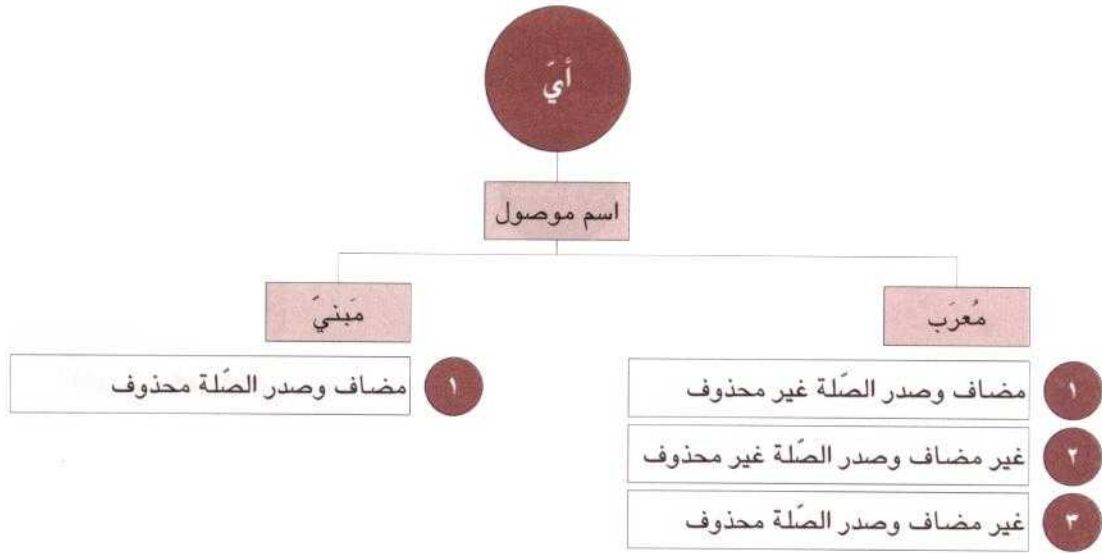 أيّ
اسم موصول
مُعرَب
١ مضاف وصدر الصّلة غير محذوف
٢ غير مضاف وصدر الصّلة غير محذوف
٣ غير مضاف وصدر الصّلة محذوف
مَبنيّ
١ مضاف وصدر الصّلة محذوف